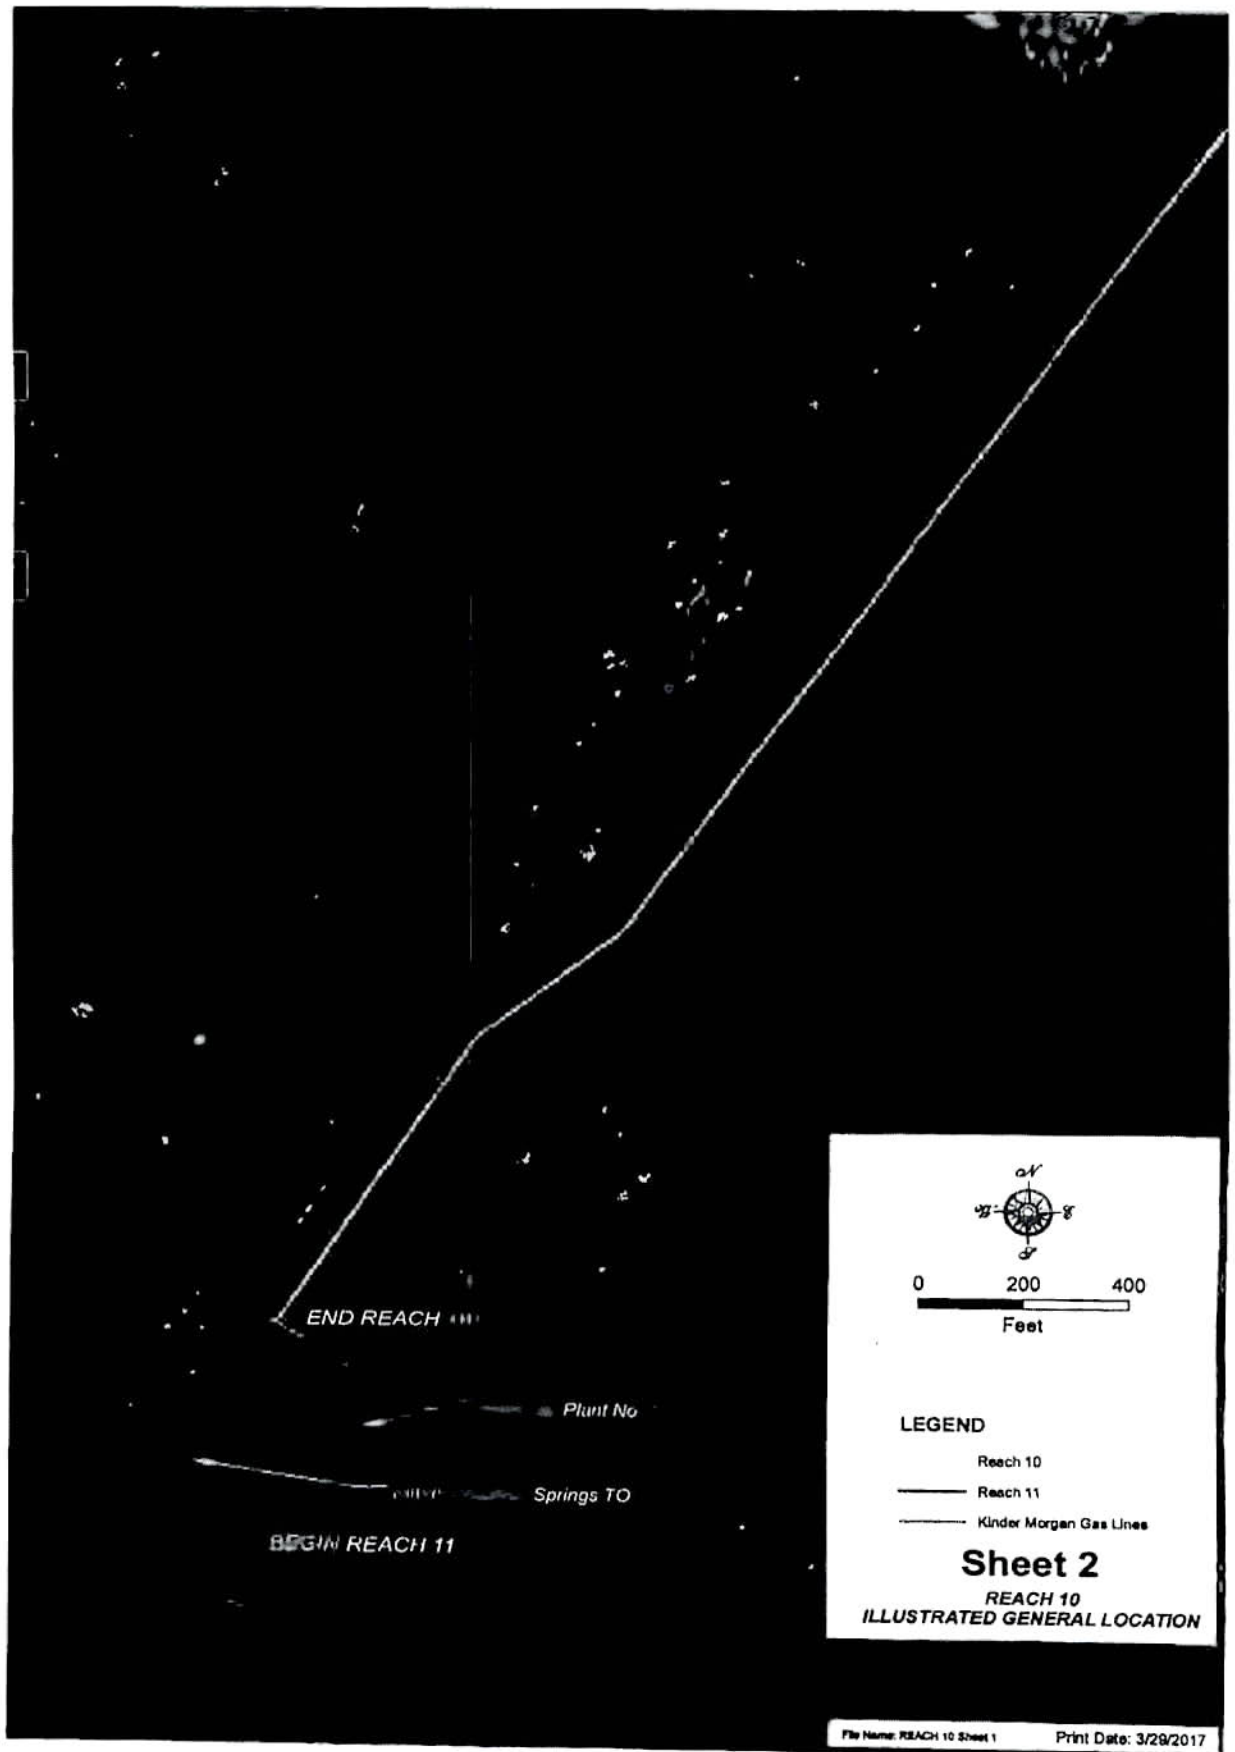 N
S
0 200 400
Feet
END REACH
Plant No
LEGEND
Reach 10
Springs TO
Reach 11
Kinder Morgan Gas Lines
BEGIN REACH 11
Sheet 2
REACH 10
ILLUSTRATED GENERAL LOCATION
File Name: REACH 10 Sheet 1
Print Date: 3/29/2017